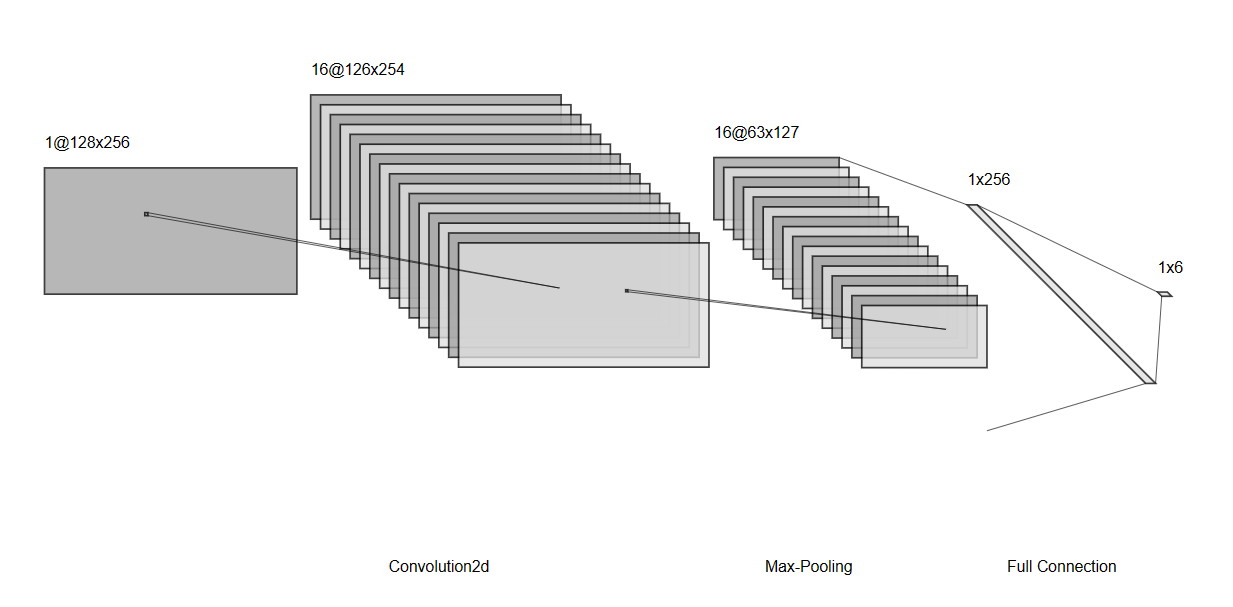 16@126x254
1@128x256
16@63x127
1x256
1x6
Convolution2d
Max-Pooling
Full Connection